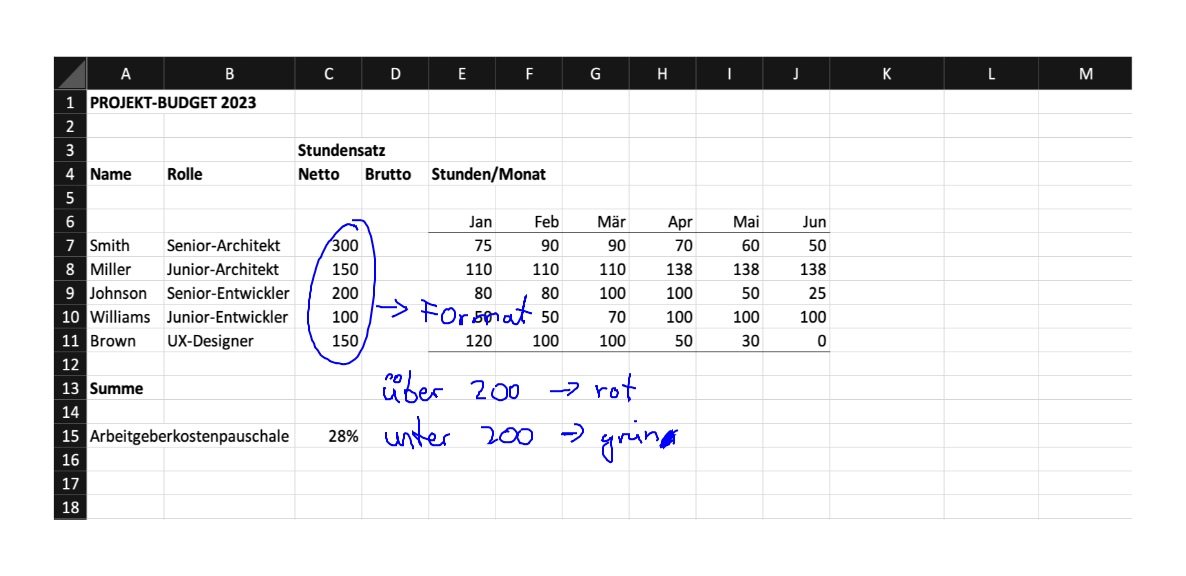 A B C D E F G H I J K L M
1 PROJEKT-BUDGET 2023
2
3 Stundensatz
4 Name Rolle Netto Brutto Stunden/Monat
5
6 Jan Feb Mär Apr Mai Jun
7 Smith Senior-Architekt 300 75 90 90 70 60 50
8 Miller Junior-Architekt 150 110 110 110 138 138 138
9 Johnson Senior-Entwickler 200 80 80 100 100 50 25
→ Format
10 Williams Junior-Entwickler 100 50 50 70 100 100 100
11 Brown UX-Designer 150 120 100 100 50 30 0
12
13 Summe
über 200 → rot
14
15 Arbeitgeberkostenpauschale 28%
unter 200 → grün
16
17
18